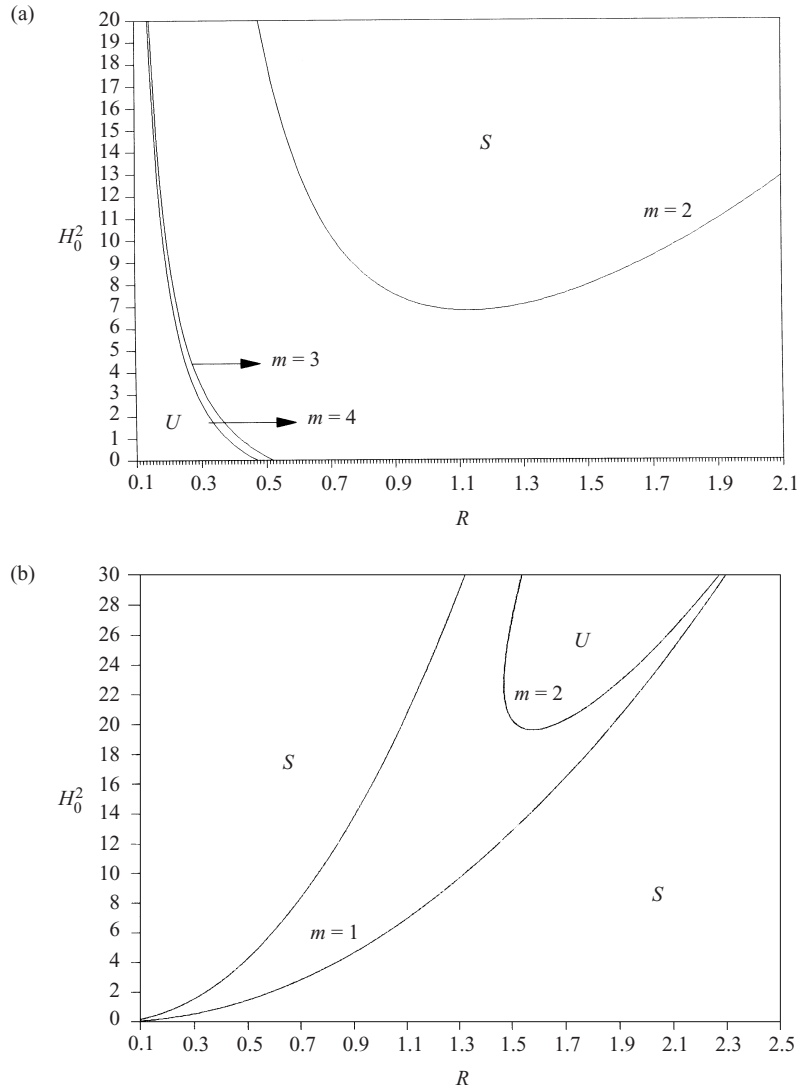 (a)
20
19
18
17
16
15
14
13
12
11
10
9
8
7
6
5
4
3
2
1
0
H₀²
S
m = 2
m = 3
m = 4
U
0.1 0.3 0.5 0.7 0.9 1.1 1.3 1.5 1.7 1.9 2.1
R
(b)
30
28
26
24
22
20
18
16
14
12
10
8
6
4
2
0
H₀²
U
m = 2
S
S
m = 1
0.1 0.3 0.5 0.7 0.9 1.1 1.3 1.5 1.7 1.9 2.1 2.3 2.5
R